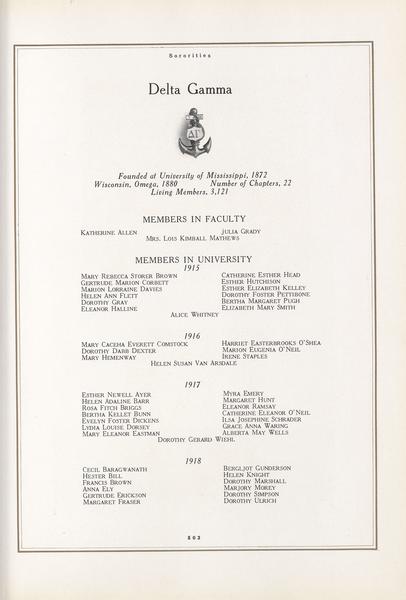 Sororities
Delta Gamma
ΔΓ
Founded at University of Mississippi, 1872
Wisconsin, Omega, 1880 Number of Chapters, 22
Living Members, 3,121
MEMBERS IN FACULTY
KATHERINE ALLEN JULIA GRADY
MRS. LOIS KIMBALL MATHEWS
MEMBERS IN UNIVERSITY
1915
MARY REBECCA STORER BROWN CATHERINE ESTHER HEAD
GERTRUDE MARION CORBETT ESTHER HUTCHISON
MARION LORRAINE DAVIES ESTHER ELIZABETH KELLEY
HELEN ANN FLETT DOROTHY FOSTER PETTIBONE
DOROTHY GRAY BERTHA MARGARET PUGH
ELEANOR HALLINE ELIZABETH MARY SMITH
ALICE WHITNEY
1916
MARY CACEHA EVERETT COMSTOCK HARRIET EASTERBROOKS O'SHEA
DOROTHY DARB DEXTER MARION EUGENIA O'NEIL
MARY HEMENWAY IRENE STAPLES
HELEN SUSAN VAN ARSDALE
1917
ESTHER NEWELL AYER MYRA EMERY
HELEN ADALINE BARR MARGARET HUNT
ROSA FITCH BRIGGS ELEANOR RAMSAY
BERTHA KELLET BUNN CATHERINE ELEANOR O'NEIL
EVELYN FOSTER DICKENS ILSA JOSEPHINE SCHRADER
LYDIA LOUISE DORSEY GRACE ANNA WARING
MARY ELEANOR EASTMAN ALBERTA MAY WELLS
DOROTHY GERARD WIEHL
1918
CECIL BARAGWANATH BERGLJOT GUNDERSON
HESTER BILL HELEN KNIGHT
FRANCIS BROWN DOROTHY MARSHALL
ANNA ELY MARJORY MOREY
GERTRUDE ERICKSON DOROTHY SIMPSON
MARGARET FRASER DOROTHY ULRICH
503